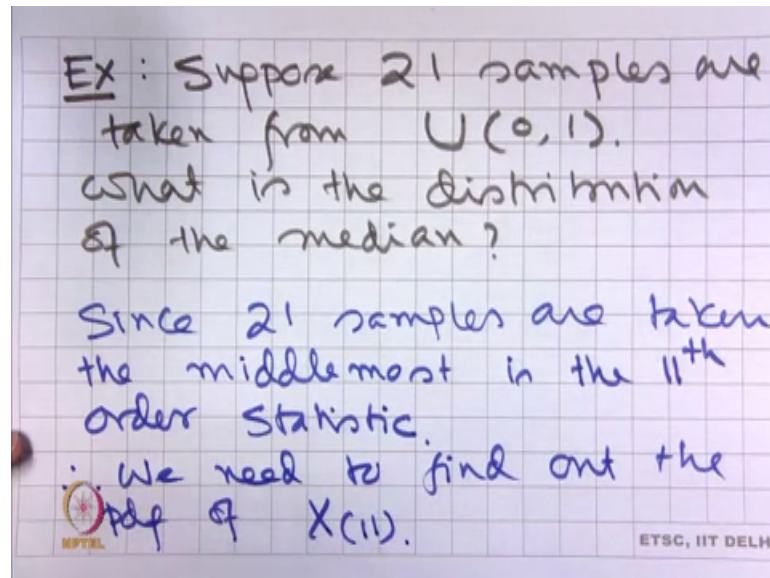 Ex : Suppose 21 samples are
taken from U(0,1).
What is the distribution
of the median?
Since 21 samples are taken
the middlemost is the 11th
order statistic.
∴ We need to find out the
pdf of X(11).
NPTEL
ETSC, IIT DELH